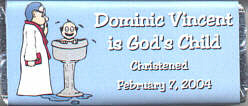 Dominic Vincent
is God's Child
Christened
February 7, 2004